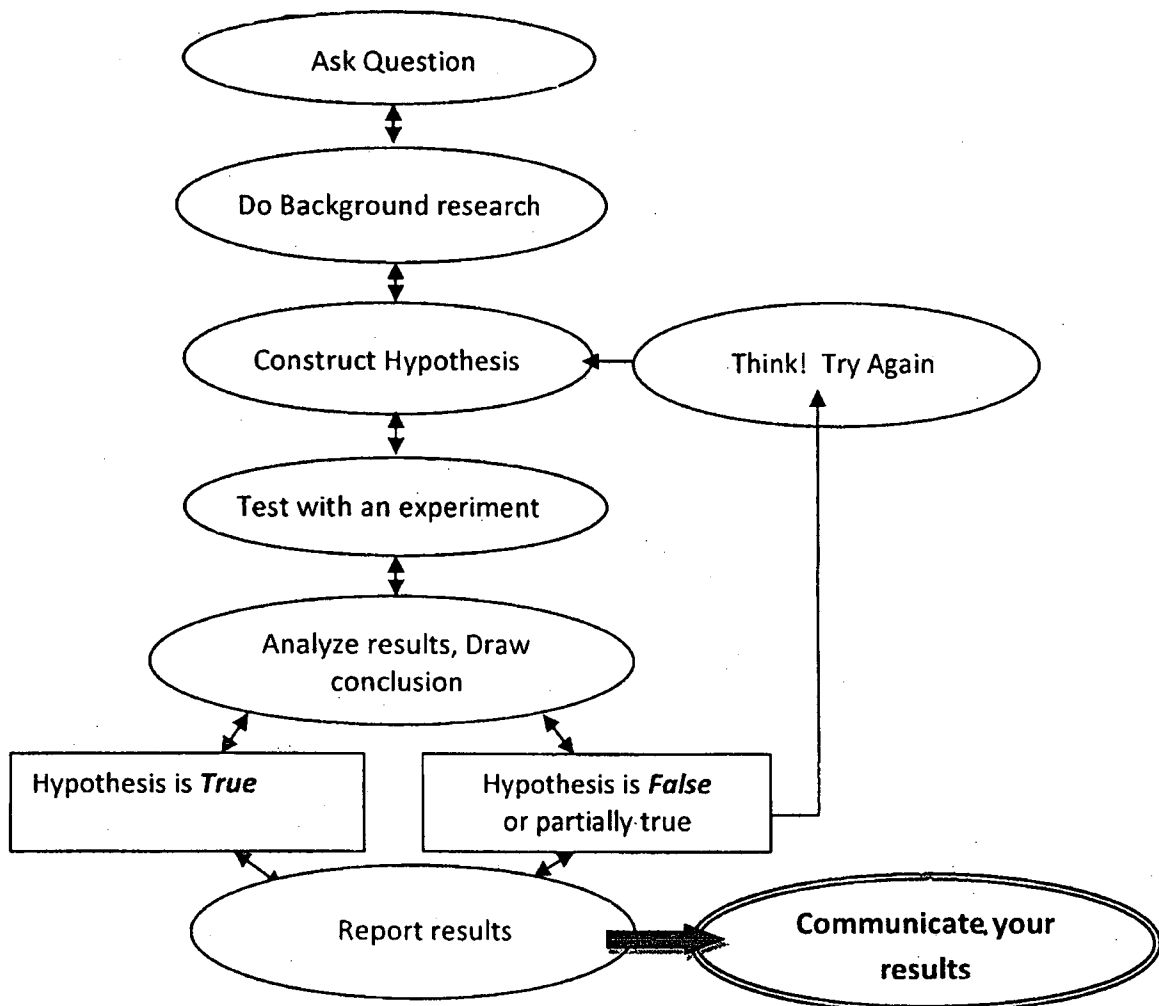 Ask Question
Do Background research
Construct Hypothesis
Think! Try Again
Test with an experiment
Analyze results, Draw
conclusion
Hypothesis is True
Hypothesis is False
or partially true
Report results
Communicate your
results